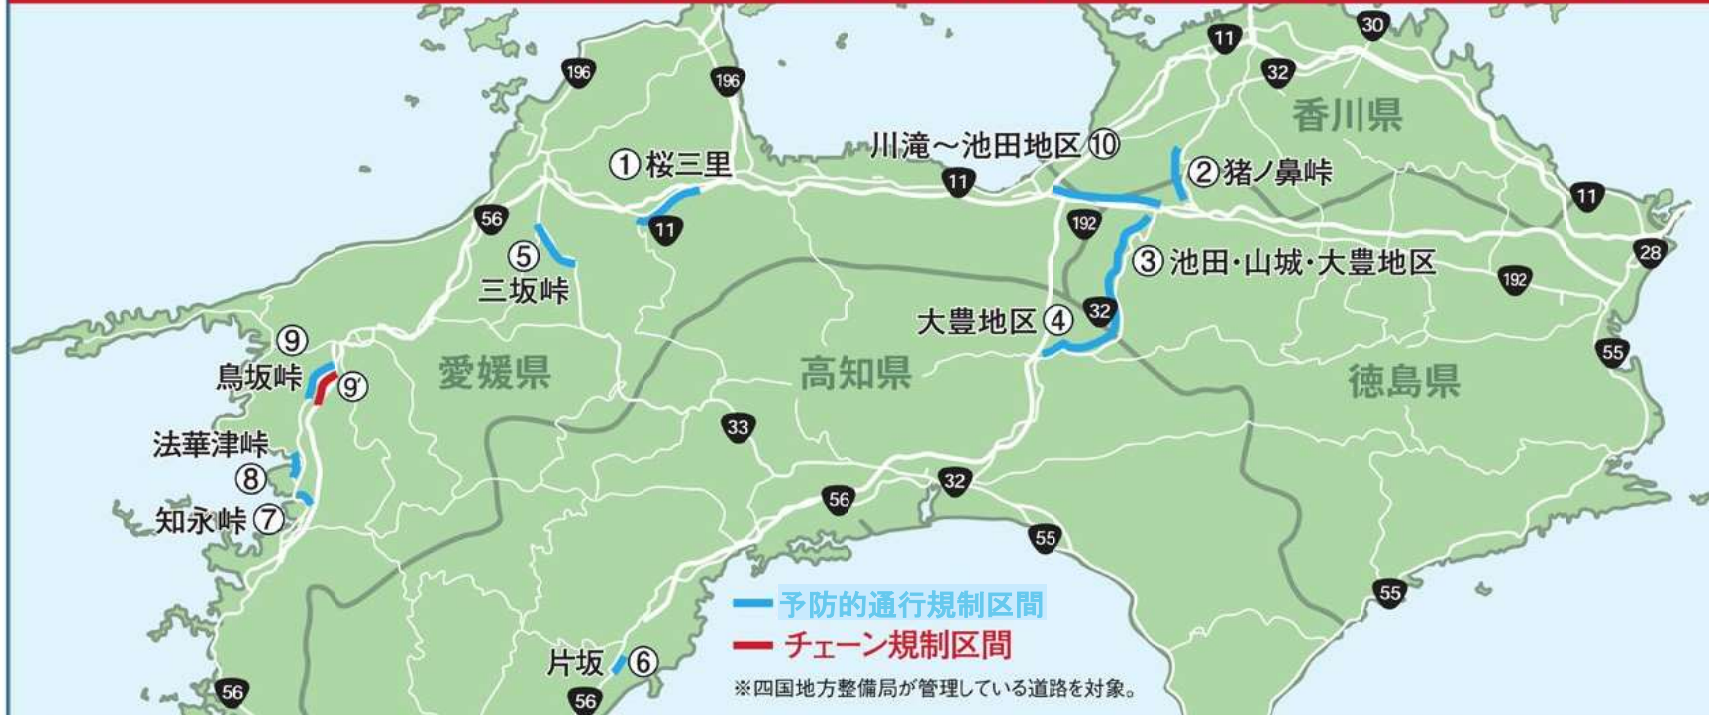 30
11
196
196
32
香川県
川滝～池田地区⑩
①桜三里
②猪ノ鼻峠
11
11
56
192
11
28
⑤
三坂峠
③池田・山城・大豊地区
192
32
大豊地区④
⑨
鳥坂峠
⑨'
愛媛県
高知県
徳島県
55
33
法華津峠
⑧
知永峠⑦
56
32
55
55
予防的通行規制区間
チェーン規制区間
片坂⑥
※四国地方整備局が管理している道路を対象。
56
56